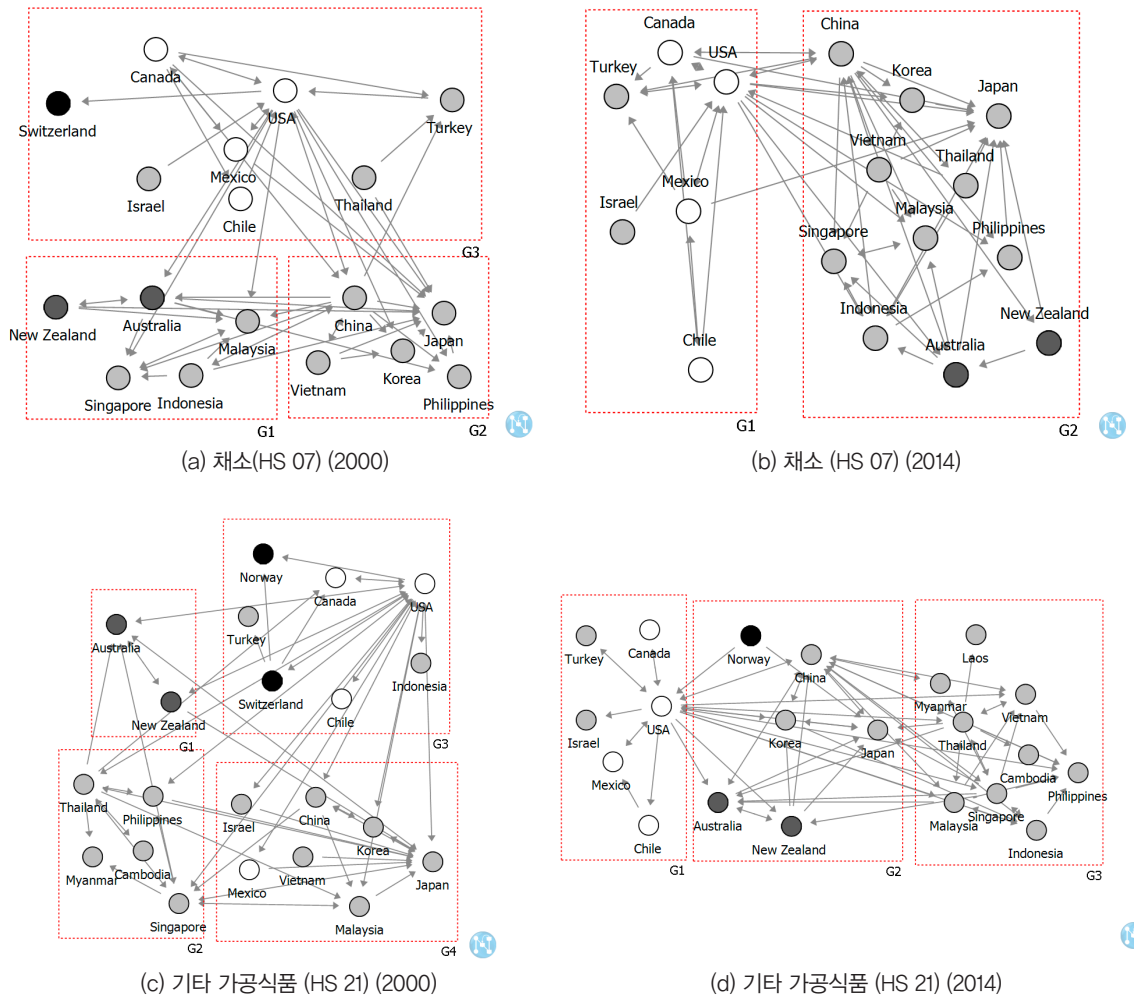 Canada
USA
Switzerland
Turkey
Mexico
Israel
Thailand
Chile
G3
New Zealand
Australia
Malaysia
China
Japan
Vietnam
Korea
Singapore
Indonesia
Philippines
G1
G2
(a) 채소(HS 07) (2000)
Canada
China
USA
Turkey
Korea
Japan
Vietnam
Thailand
Mexico
Israel
Malaysia
Singapore
Philippines
Indonesia
New Zealand
Chile
Australia
G1
G2
(b) 채소 (HS 07) (2014)
Norway
Canada
USA
Turkey
Australia
Indonesia
Switzerland
Chile
New Zealand
G1
G3
Thailand
Philippines
Israel
China
Korea
Myanmar
Cambodia
Mexico
Vietnam
Japan
Singapore
Malaysia
G2
G4
(c) 기타 가공식품 (HS 21) (2000)
Turkey
Canada
Norway
China
Laos
Myanmar
Vietnam
Israel
USA
Korea
Japan
Thailand
Mexico
Cambodia
Philippines
Australia
Malaysia
Singapore
Chile
New Zealand
Indonesia
G1
G2
G3
(d) 기타 가공식품 (HS 21) (2014)